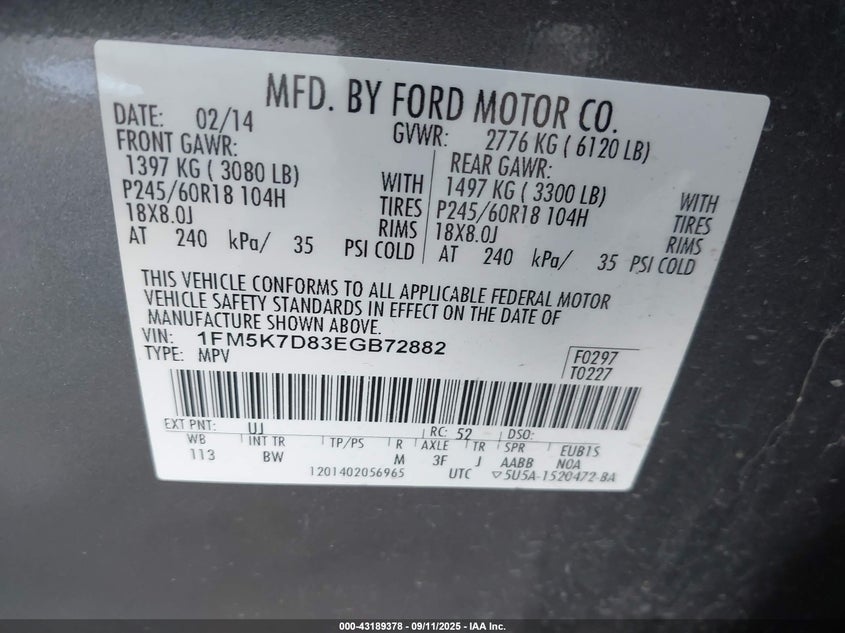 MFD. BY FORD MOTOR CO.
DATE: 02/14 GVWR: 2776 KG ( 6120 LB)
FRONT GAWR: REAR GAWR:
1397 KG ( 3080 LB) WITH 1497 KG ( 3300 LB) WITH
P245/60R18 104H TIRES P245/60R18 104H TIRES
18X8.0J RIMS 18X8.0J RIMS
AT 240 kPa/ 35 PSI COLD AT 240 kPa/ 35 PSI COLD
THIS VEHICLE CONFORMS TO ALL APPLICABLE FEDERAL MOTOR
VEHICLE SAFETY STANDARDS IN EFFECT ON THE DATE OF
MANUFACTURE SHOWN ABOVE.
VIN: 1FM5K7D83EGB72882 F0297
TYPE: MPV T0227
EXT PNT: UJ RC: 52 DSO:
WB INT TR TP/PS R AXLE TR SPR EUB1S
113 BW M 3F J AABB NOA
1201402056965 UTC ▽5U5A-1520472-BA
000-43189378 - 09/11/2025 - IAA Inc.